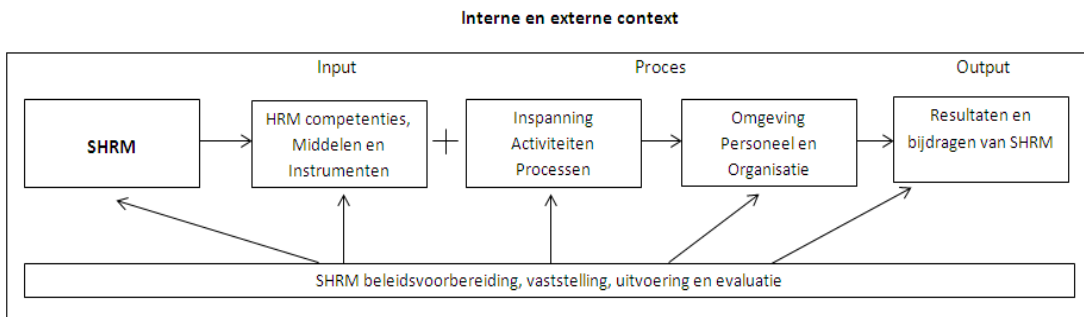 Interne en externe context
Input
Proces
Output
SHRM
HRM competenties,
Middelen en
Instrumenten
+
Inspanning
Activiteiten
Processen
Omgeving
Personeel en
Organisatie
Resultaten en
bijdragen van SHRM
SHRM beleidsvoorbereiding, vaststelling, uitvoering en evaluatie